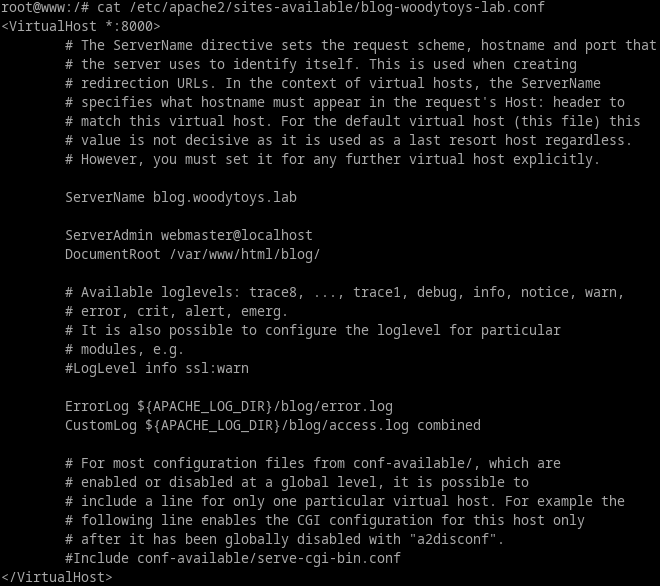 root@www:/# cat /etc/apache2/sites-available/blog-woodytoys-lab.conf
<VirtualHost *:8000>
        # The ServerName directive sets the request scheme, hostname and port that
        # the server uses to identify itself. This is used when creating
        # redirection URLs. In the context of virtual hosts, the ServerName
        # specifies what hostname must appear in the request's Host: header to
        # match this virtual host. For the default virtual host (this file) this
        # value is not decisive as it is used as a last resort host regardless.
        # However, you must set it for any further virtual host explicitly.

        ServerName blog.woodytoys.lab

        ServerAdmin webmaster@localhost
        DocumentRoot /var/www/html/blog/

        # Available loglevels: trace8, ..., trace1, debug, info, notice, warn,
        # error, crit, alert, emerg.
        # It is also possible to configure the loglevel for particular
        # modules, e.g.
        #LogLevel info ssl:warn

        ErrorLog ${APACHE_LOG_DIR}/blog/error.log
        CustomLog ${APACHE_LOG_DIR}/blog/access.log combined

        # For most configuration files from conf-available/, which are
        # enabled or disabled at a global level, it is possible to
        # include a line for only one particular virtual host. For example the
        # following line enables the CGI configuration for this host only
        # after it has been globally disabled with "a2disconf".
        #Include conf-available/serve-cgi-bin.conf
</VirtualHost>